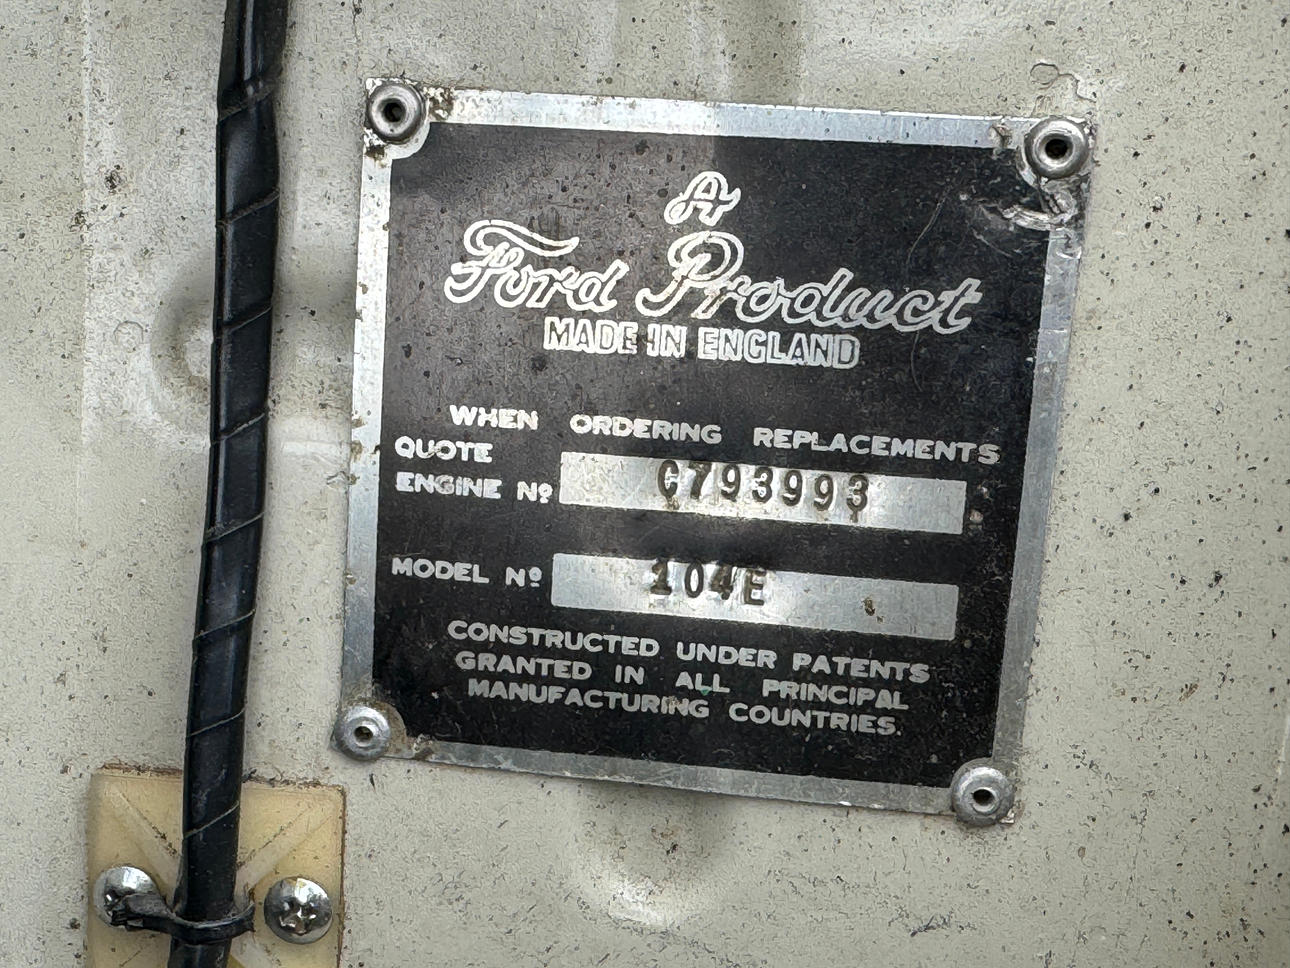 A
Ford Product
MADE IN ENGLAND
WHEN ORDERING REPLACEMENTS
QUOTE
ENGINE Nº C793993
MODEL Nº 104E
CONSTRUCTED UNDER PATENTS
GRANTED IN ALL PRINCIPAL
MANUFACTURING COUNTRIES.